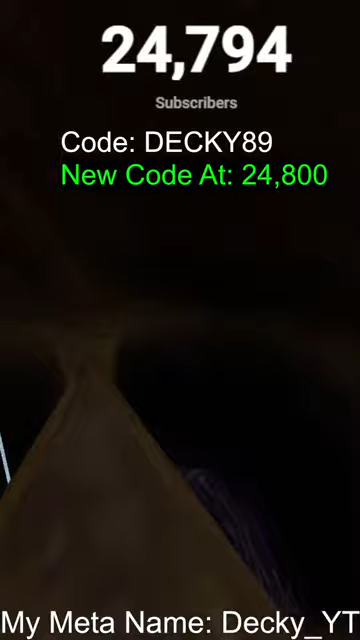 24,794
Subscribers
Code: DECKY89
New Code At: 24,800
My Meta Name: Decky_YT